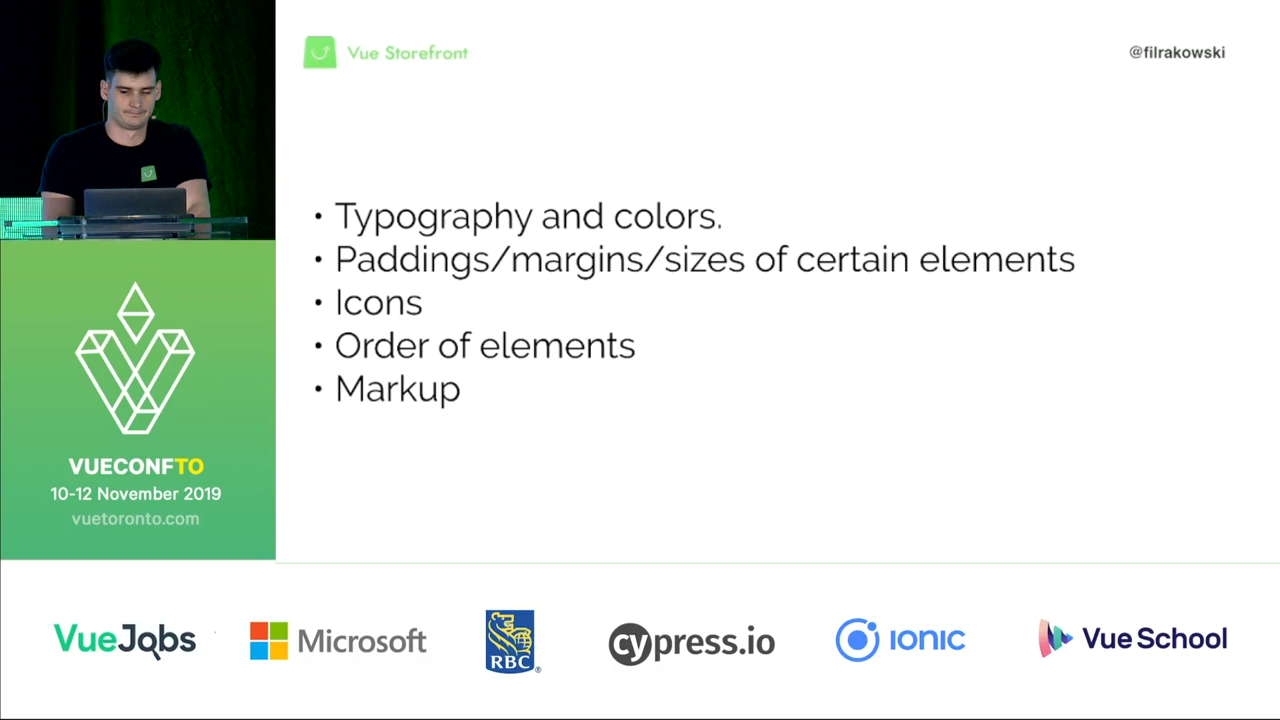 Vue Storefront
@filrakowski
• Typography and colors.
• Paddings/margins/sizes of certain elements
• Icons
• Order of elements
• Markup
VUECONFTO
10-12 November 2019
vuetoronto.com
VueJobs
Microsoft
RBC
®
cypress.io
IONIC
Vue School